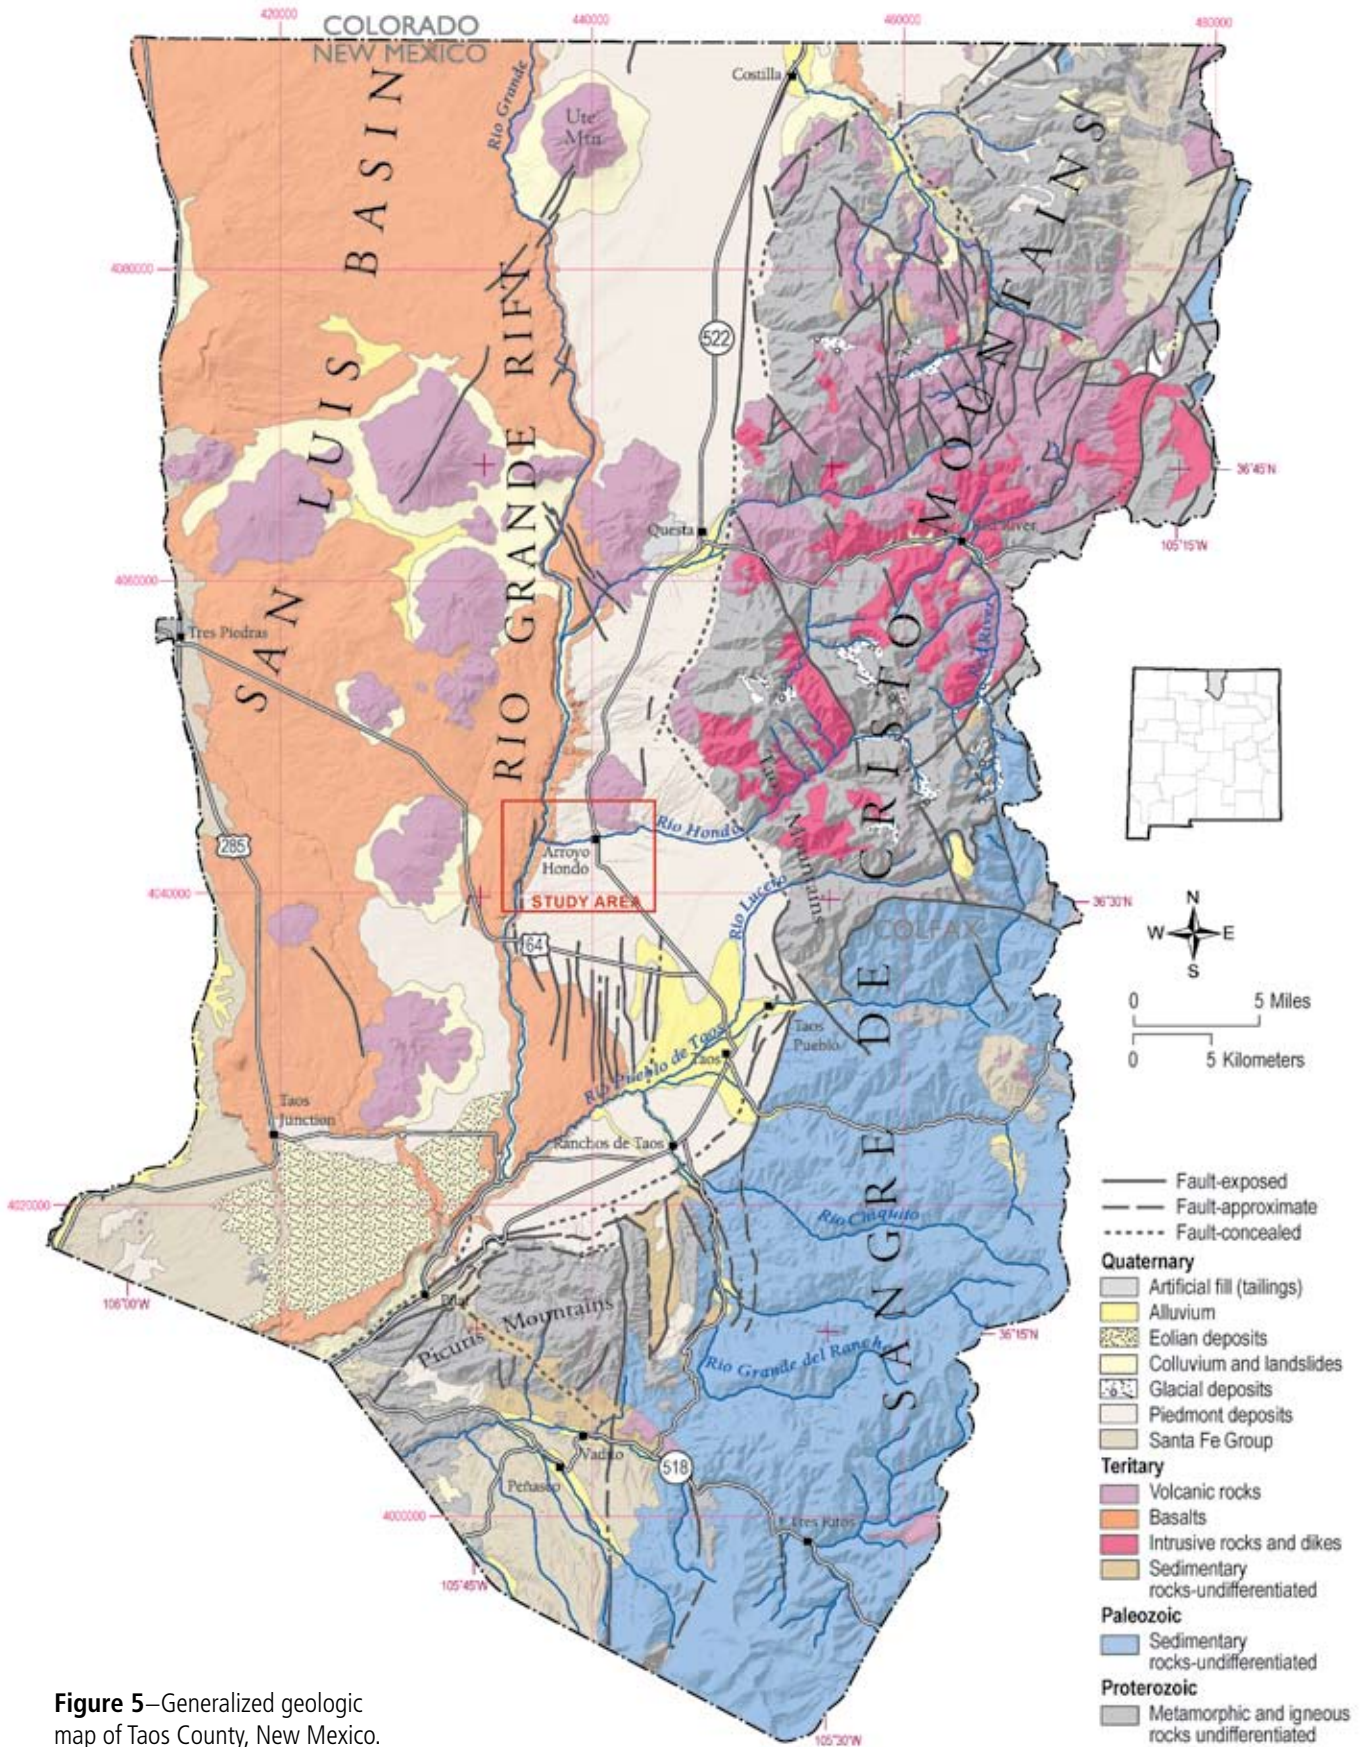 420000
440000
460000
480000
COLORADO
NEW MEXICO
Costilla
Rio Grande
Ute
Mtn
SAN LUIS BASIN
RIO GRANDE RIFT
SANGRE DE CRISTO MOUNTAINS
4080000
522
36°45'N
Questa
Red River
105°15'W
4060000
Tres Piedras
Red River
Taos Mountains
285
Rio Hondo
Arroyo
Hondo
4040000
STUDY AREA
Rio Lucero
36°30'N
COLFAX
64
N
W
E
S
0
5 Miles
0
5 Kilometers
Taos
Pueblo
Rio Pueblo de Taos
Taos
Taos
Junction
Ranchos de Taos
4020000
Rio Chiquito
106°00'W
Pilar
Picuris Mountains
36°15'N
Rio Grande del Rancho
Vadito
Peñasco
518
4000000
Tres Ritos
105°45'W
105°30'W
Fault-exposed
Fault-approximate
Fault-concealed
Quaternary
Artificial fill (tailings)
Alluvium
Eolian deposits
Colluvium and landslides
Glacial deposits
Piedmont deposits
Santa Fe Group
Teritary
Volcanic rocks
Basalts
Intrusive rocks and dikes
Sedimentary
rocks-undifferentiated
Paleozoic
Sedimentary
rocks-undifferentiated
Proterozoic
Metamorphic and igneous
rocks undifferentiated
Figure 5–Generalized geologic
map of Taos County, New Mexico.